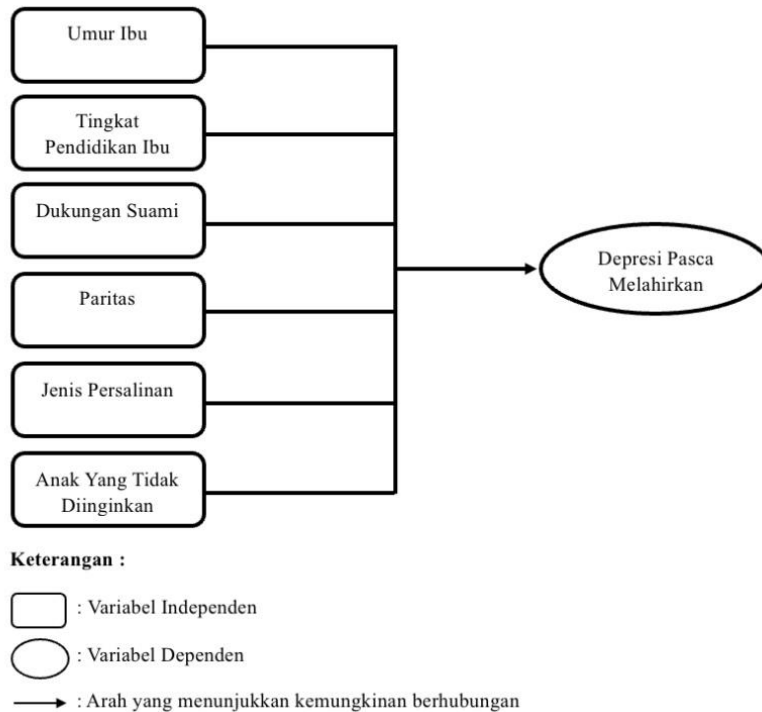 Umur Ibu
Tingkat
Pendidikan Ibu
Dukungan Suami
Paritas
Jenis Persalinan
Anak Yang Tidak
Diinginkan
Depresi Pasca
Melahirkan
Keterangan :
: Variabel Independen
: Variabel Dependen
: Arah yang menunjukkan kemungkinan berhubungan